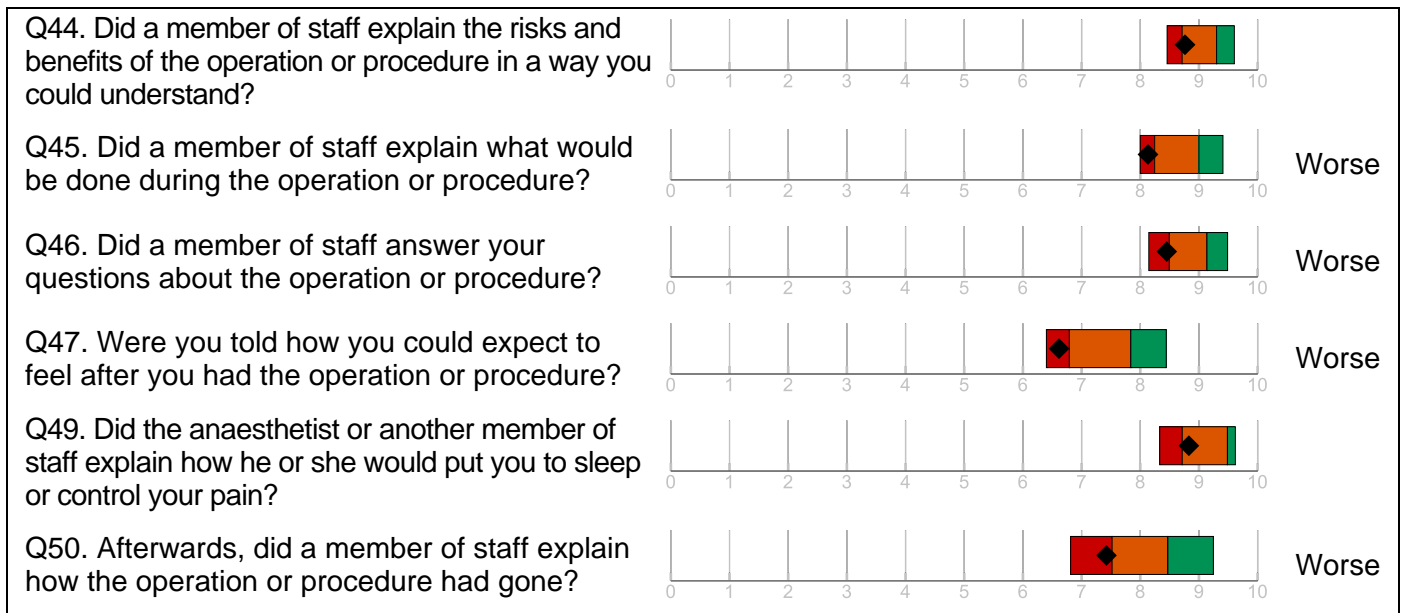 Q44. Did a member of staff explain the risks and
benefits of the operation or procedure in a way you
could understand?
0 1 2 3 4 5 6 7 8 9 10
Q45. Did a member of staff explain what would
be done during the operation or procedure?
0 1 2 3 4 5 6 7 8 9 10
Worse
Q46. Did a member of staff answer your
questions about the operation or procedure?
0 1 2 3 4 5 6 7 8 9 10
Worse
Q47. Were you told how you could expect to
feel after you had the operation or procedure?
0 1 2 3 4 5 6 7 8 9 10
Worse
Q49. Did the anaesthetist or another member of
staff explain how he or she would put you to sleep
or control your pain?
0 1 2 3 4 5 6 7 8 9 10
Q50. Afterwards, did a member of staff explain
how the operation or procedure had gone?
0 1 2 3 4 5 6 7 8 9 10
Worse